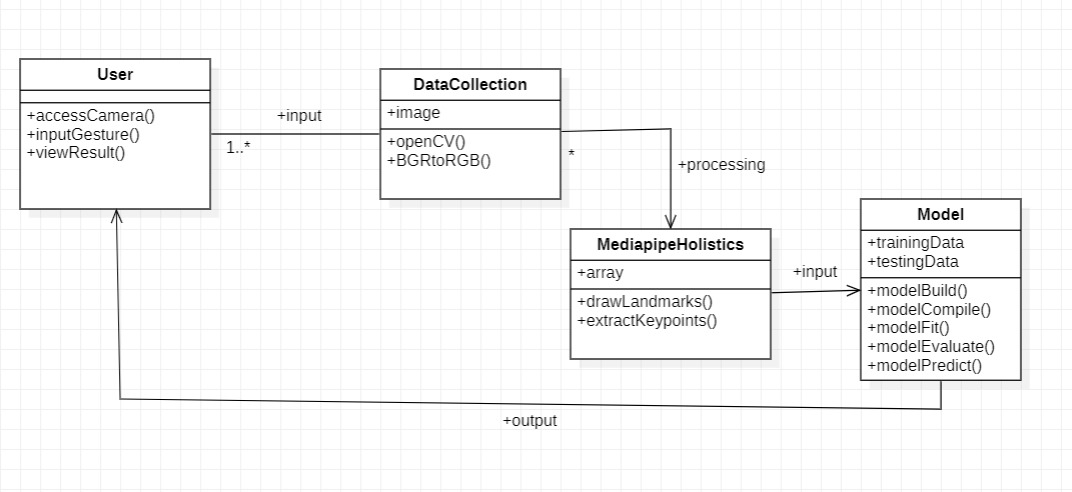 User
+accessCamera()
+inputGesture()
+viewResult()
+input
1..*
DataCollection
+image
+openCV()
+BGRtoRGB()
*
+processing
MediapipeHolistics
+array
+drawLandmarks()
+extractKeypoints()
+input
Model
+trainingData
+testingData
+modelBuild()
+modelCompile()
+modelFit()
+modelEvaluate()
+modelPredict()
+output